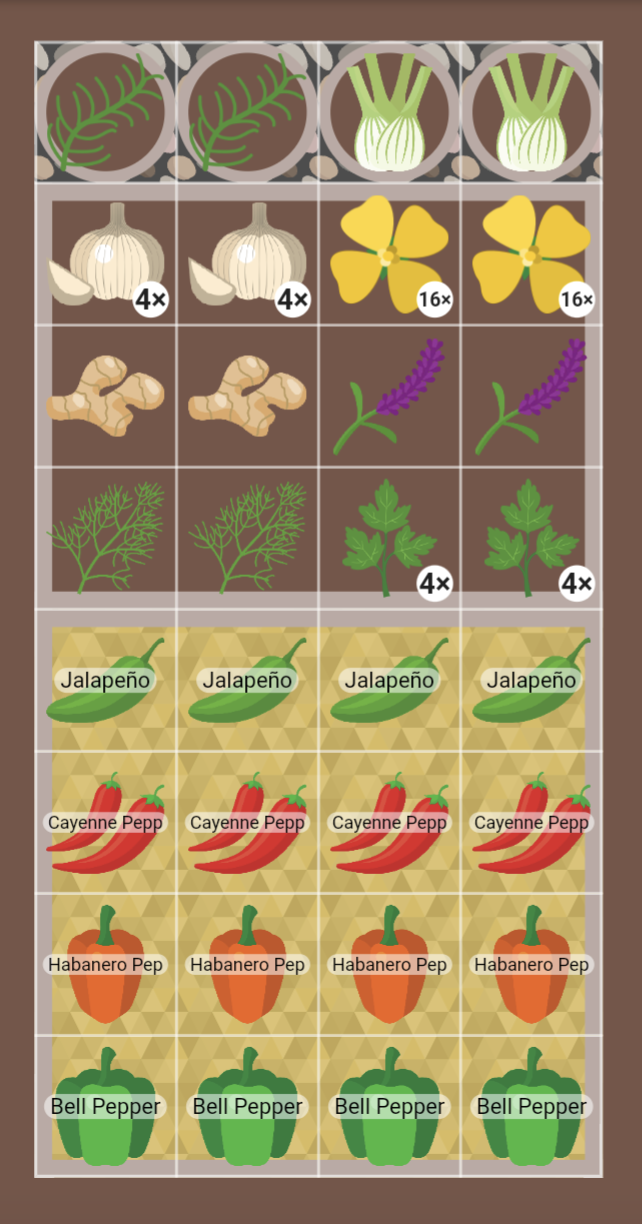 4× 4× 16× 16×
4× 4×
Jalapeño Jalapeño Jalapeño Jalapeño
Cayenne Pepp Cayenne Pepp Cayenne Pepp Cayenne Pepp
Habanero Pep Habanero Pep Habanero Pep Habanero Pep
Bell Pepper Bell Pepper Bell Pepper Bell Pepper